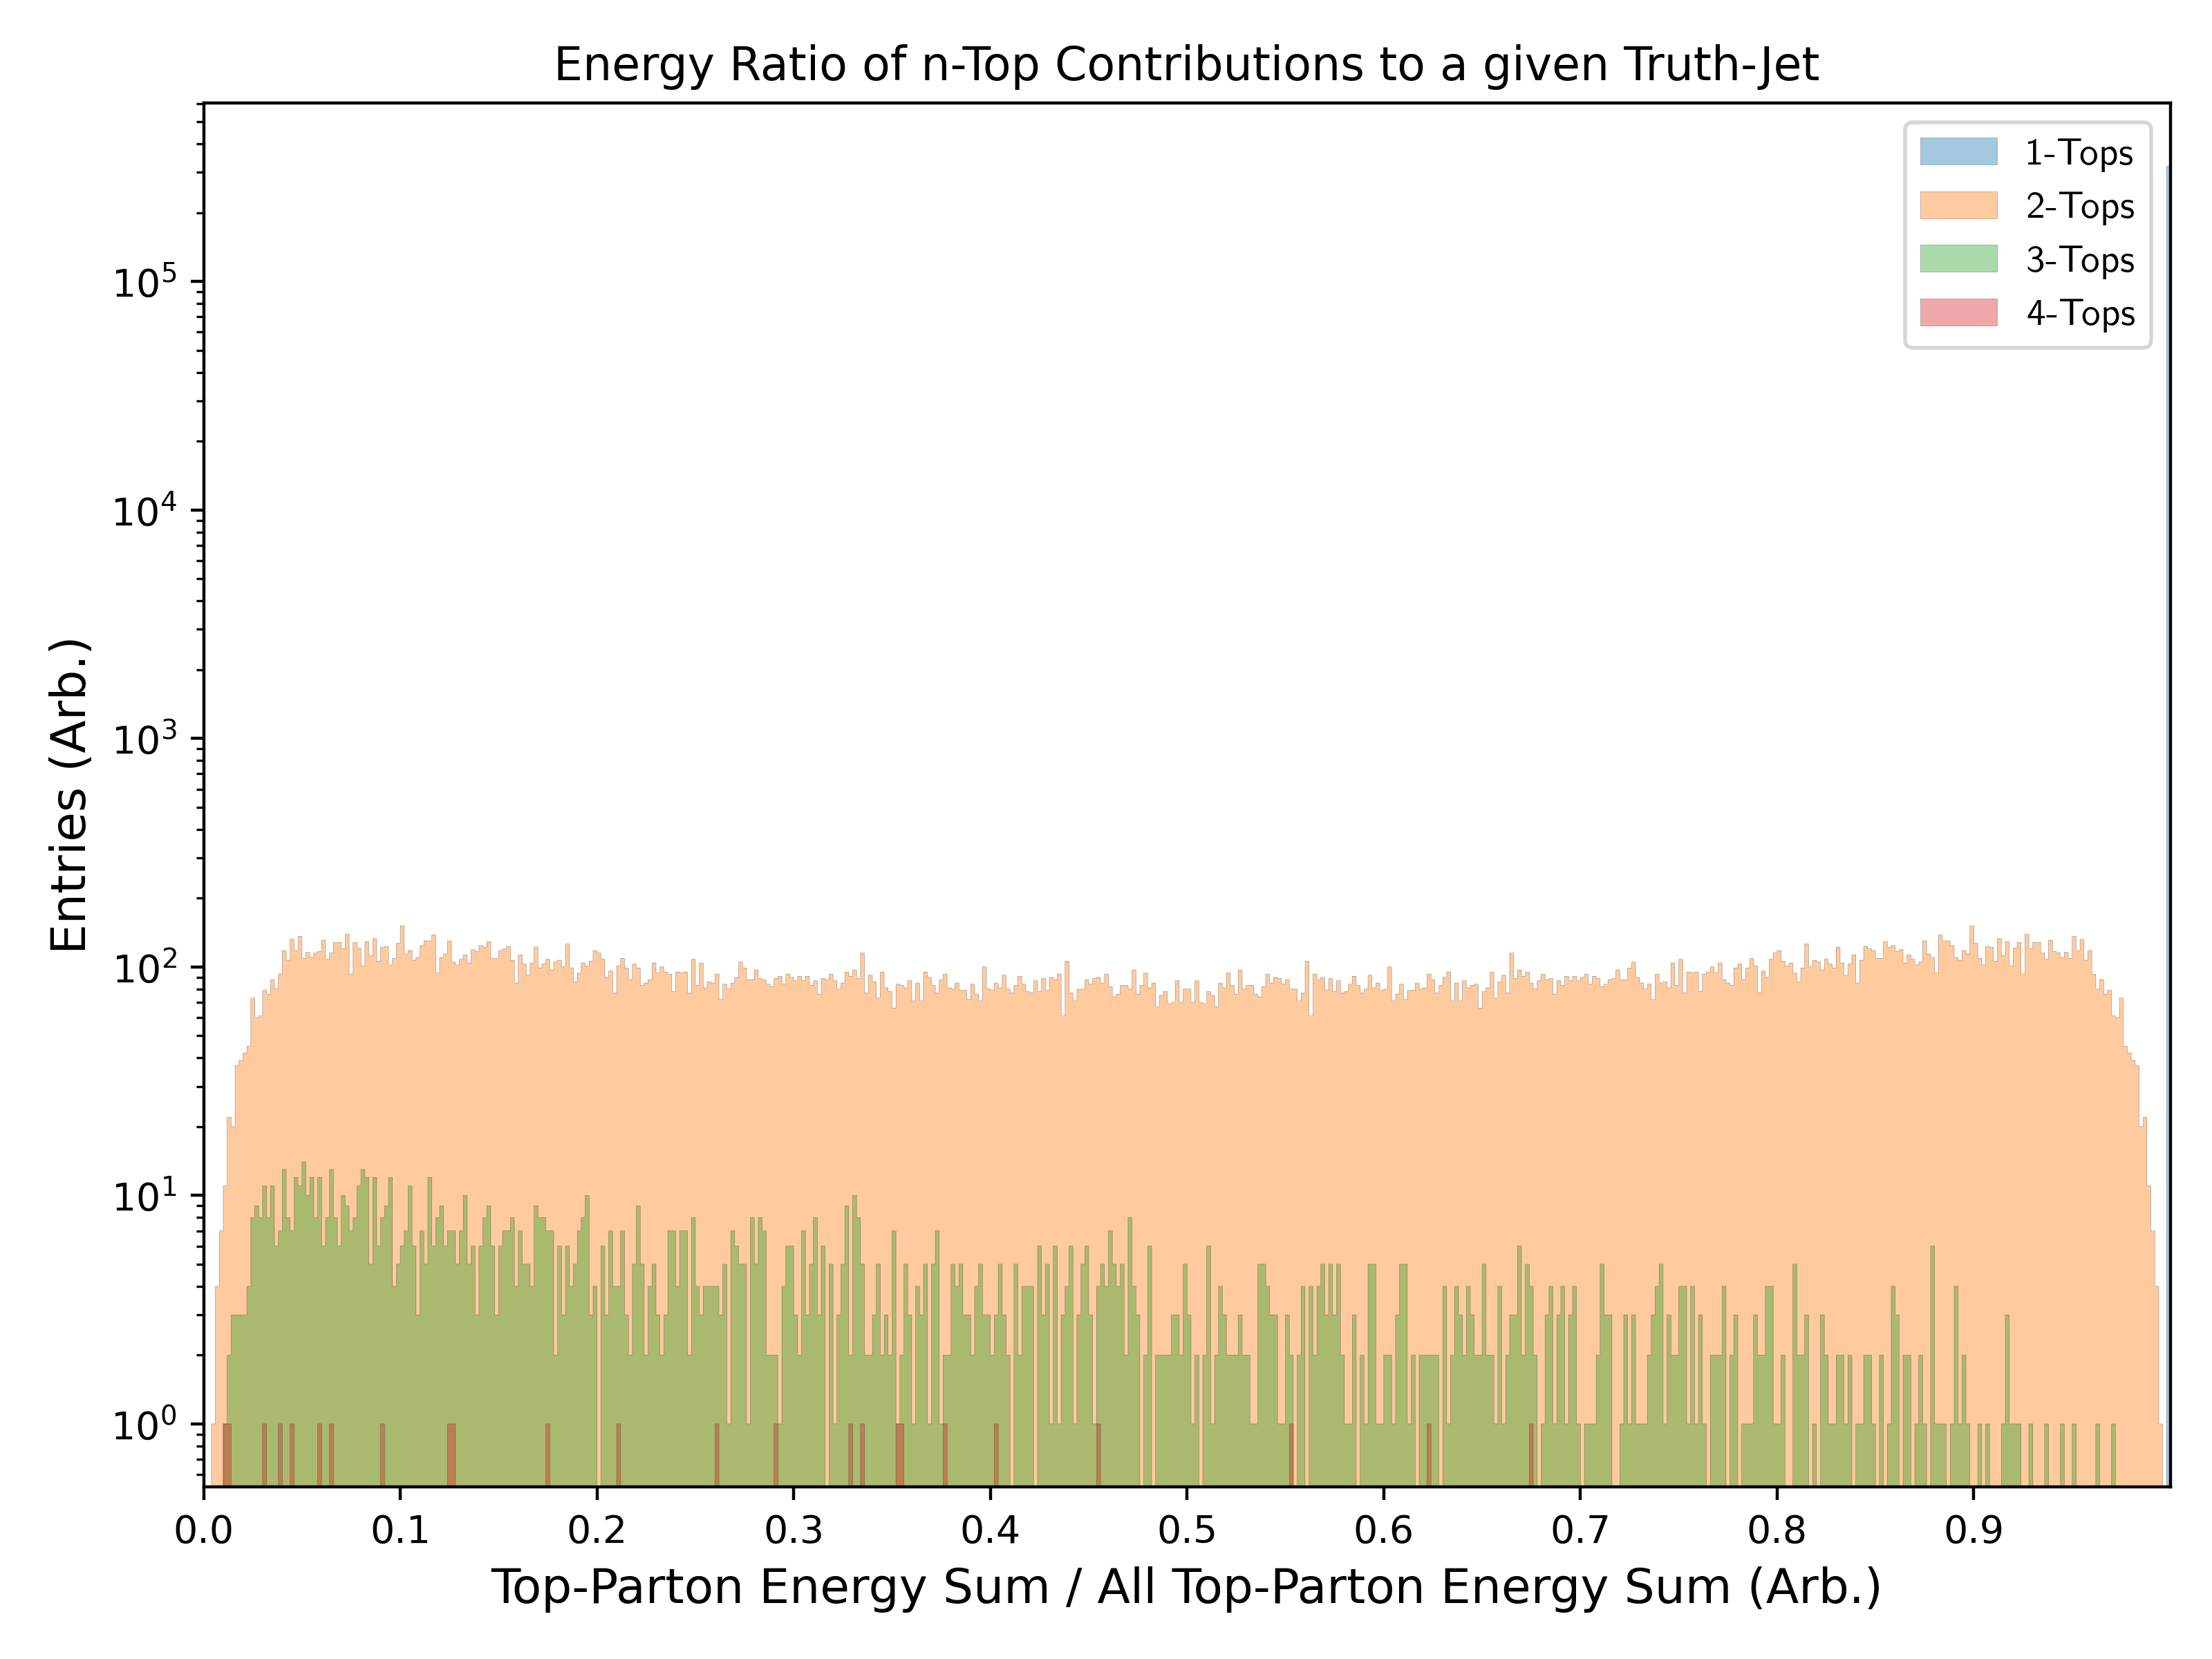 Energy Ratio of n-Top Contributions to a given Truth-Jet
1-Tops
2-Tops
3-Tops
4-Tops
10^5
10^4
10^3
10^2
10^1
10^0
Entries (Arb.)
0.0 0.1 0.2 0.3 0.4 0.5 0.6 0.7 0.8 0.9
Top-Parton Energy Sum / All Top-Parton Energy Sum (Arb.)